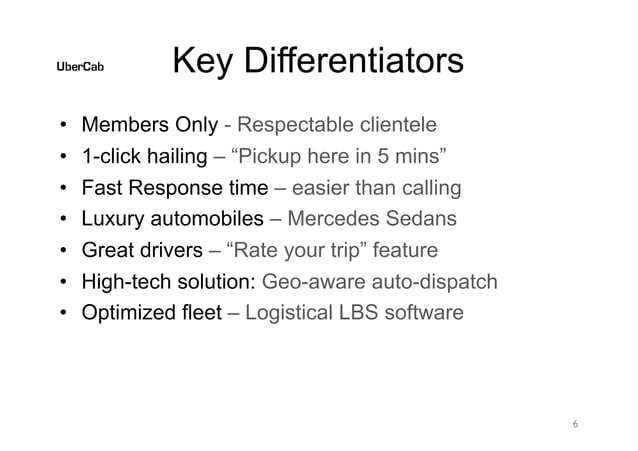 UberCab
Key Differentiators
• Members Only - Respectable clientele
• 1-click hailing – “Pickup here in 5 mins”
• Fast Response time – easier than calling
• Luxury automobiles – Mercedes Sedans
• Great drivers – “Rate your trip” feature
• High-tech solution: Geo-aware auto-dispatch
• Optimized fleet – Logistical LBS software
6